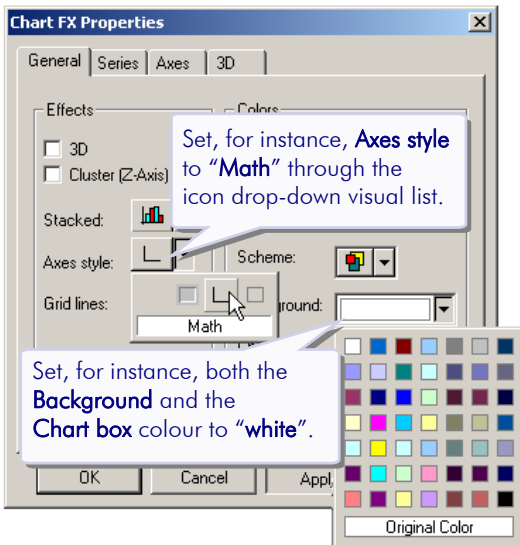 Chart FX Properties
General Series Axes 3D
Effects
Colors
3D
Cluster (Z-Axis)
Set, for instance, Axes style
to “Math” through the
icon drop-down visual list.
Stacked:
Axes style:
Scheme:
Grid lines:
Math
Set, for instance, both the
Background and the
Chart box colour to “white”.
OK Cancel
Original Color